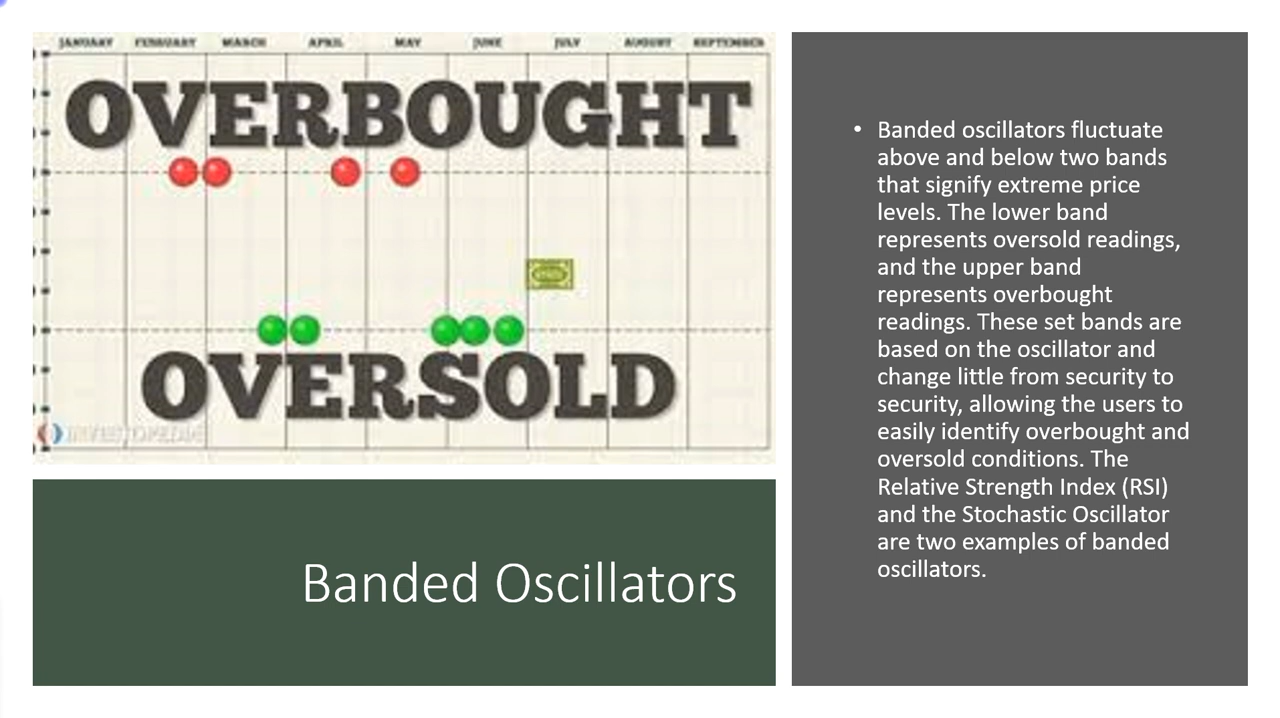 JANUARY FEBRUARY MARCH APRIL MAY JUNE JULY AUGUST SEPTEMBER
OVERBOUGHT
OVERSOLD
INVESTOPEDIA
Banded Oscillators
• Banded oscillators fluctuate
above and below two bands
that signify extreme price
levels. The lower band
represents oversold readings,
and the upper band
represents overbought
readings. These set bands are
based on the oscillator and
change little from security to
security, allowing the users to
easily identify overbought and
oversold conditions. The
Relative Strength Index (RSI)
and the Stochastic Oscillator
are two examples of banded
oscillators.